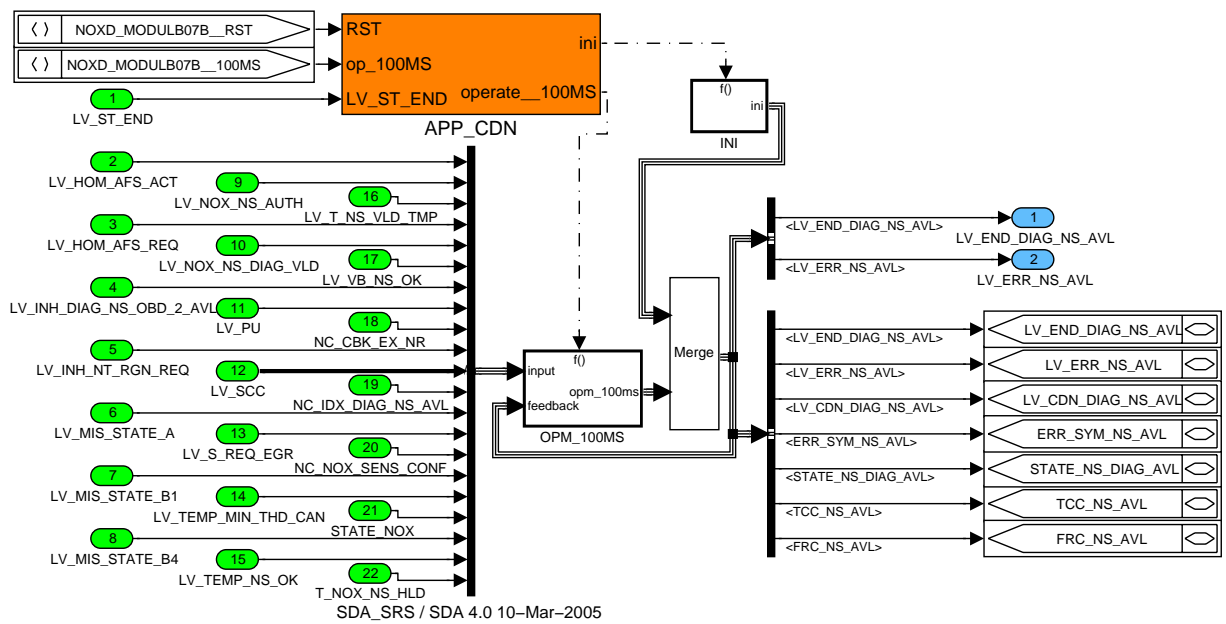 NOXD_MODULB07B__RST
NOXD_MODULB07B__100MS
RST
op_100MS
LV_ST_END
ini
operate__100MS
APP_CDN
1
LV_ST_END
f()
ini
INI
2
LV_HOM_AFS_ACT
9
LV_NOX_NS_AUTH
16
LV_T_NS_VLD_TMP
3
LV_HOM_AFS_REQ
10
LV_NOX_NS_DIAG_VLD
17
LV_VB_NS_OK
4
LV_INH_DIAG_NS_OBD_2_AVL
11
LV_PU
18
NC_CBK_EX_NR
5
LV_INH_NT_RGN_REQ
12
LV_SCC
19
NC_IDX_DIAG_NS_AVL
6
LV_MIS_STATE_A
13
LV_S_REQ_EGR
20
NC_NOX_SENS_CONF
7
LV_MIS_STATE_B1
14
LV_TEMP_MIN_THD_CAN
21
STATE_NOX
8
LV_MIS_STATE_B4
15
LV_TEMP_NS_OK
22
T_NOX_NS_HLD
f()
input
feedback
opm_100ms
OPM_100MS
Merge
<LV_END_DIAG_NS_AVL>
1
LV_END_DIAG_NS_AVL
<LV_ERR_NS_AVL>
2
LV_ERR_NS_AVL
<LV_END_DIAG_NS_AVL>
LV_END_DIAG_NS_AVL
<LV_ERR_NS_AVL>
LV_ERR_NS_AVL
<LV_CDN_DIAG_NS_AVL>
LV_CDN_DIAG_NS_AVL
<ERR_SYM_NS_AVL>
ERR_SYM_NS_AVL
<STATE_NS_DIAG_AVL>
STATE_NS_DIAG_AVL
<TCC_NS_AVL>
TCC_NS_AVL
<FRC_NS_AVL>
FRC_NS_AVL
SDA_SRS / SDA 4.0 10−Mar−2005